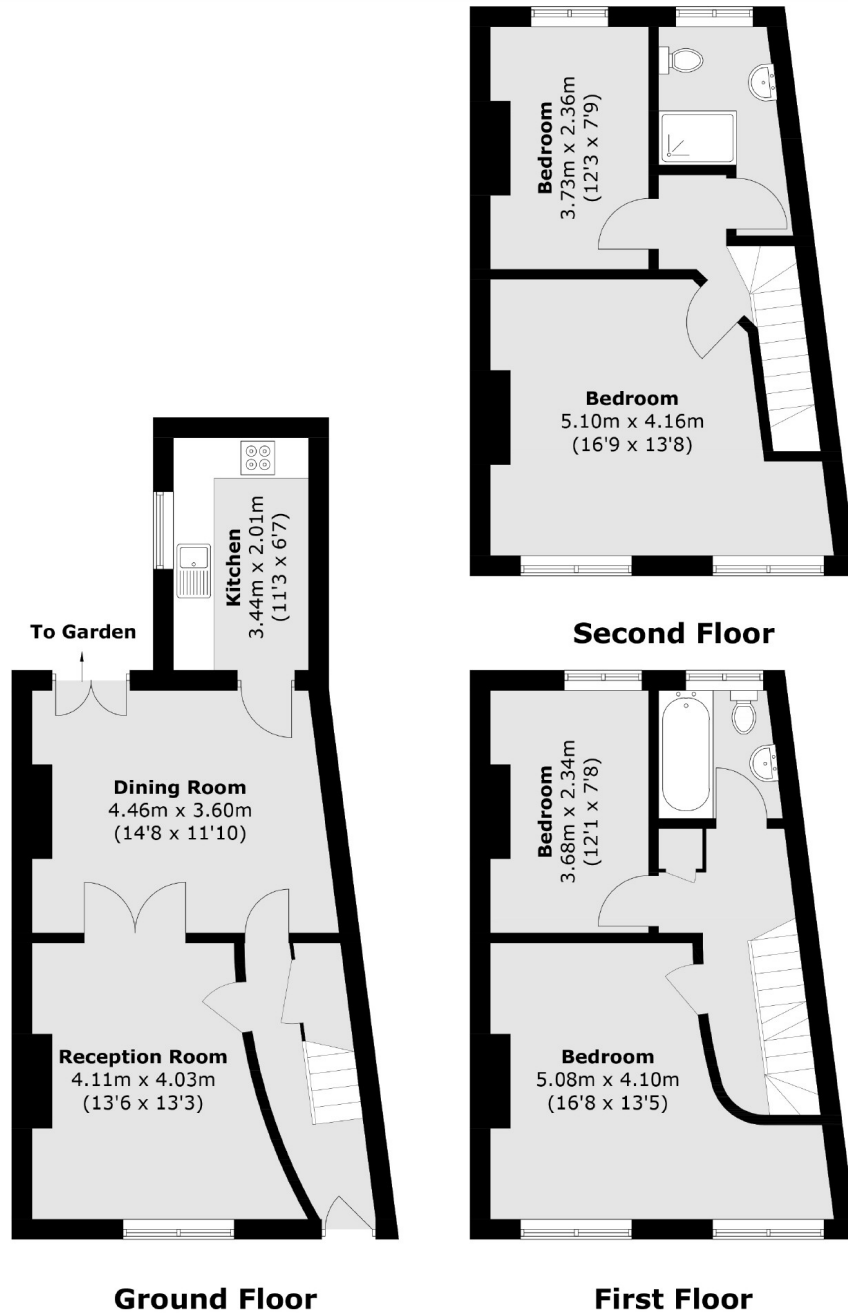 Bedroom
3.73m x 2.36m
(12'3 x 7'9)
Bedroom
5.10m x 4.16m
(16'9 x 13'8)
Second Floor
Kitchen
3.44m x 2.01m
(11'3 x 6'7)
To Garden
Dining Room
4.46m x 3.60m
(14'8 x 11'10)
Reception Room
4.11m x 4.03m
(13'6 x 13'3)
Ground Floor
Bedroom
3.68m x 2.34m
(12'1 x 7'8)
Bedroom
5.08m x 4.10m
(16'8 x 13'5)
First Floor